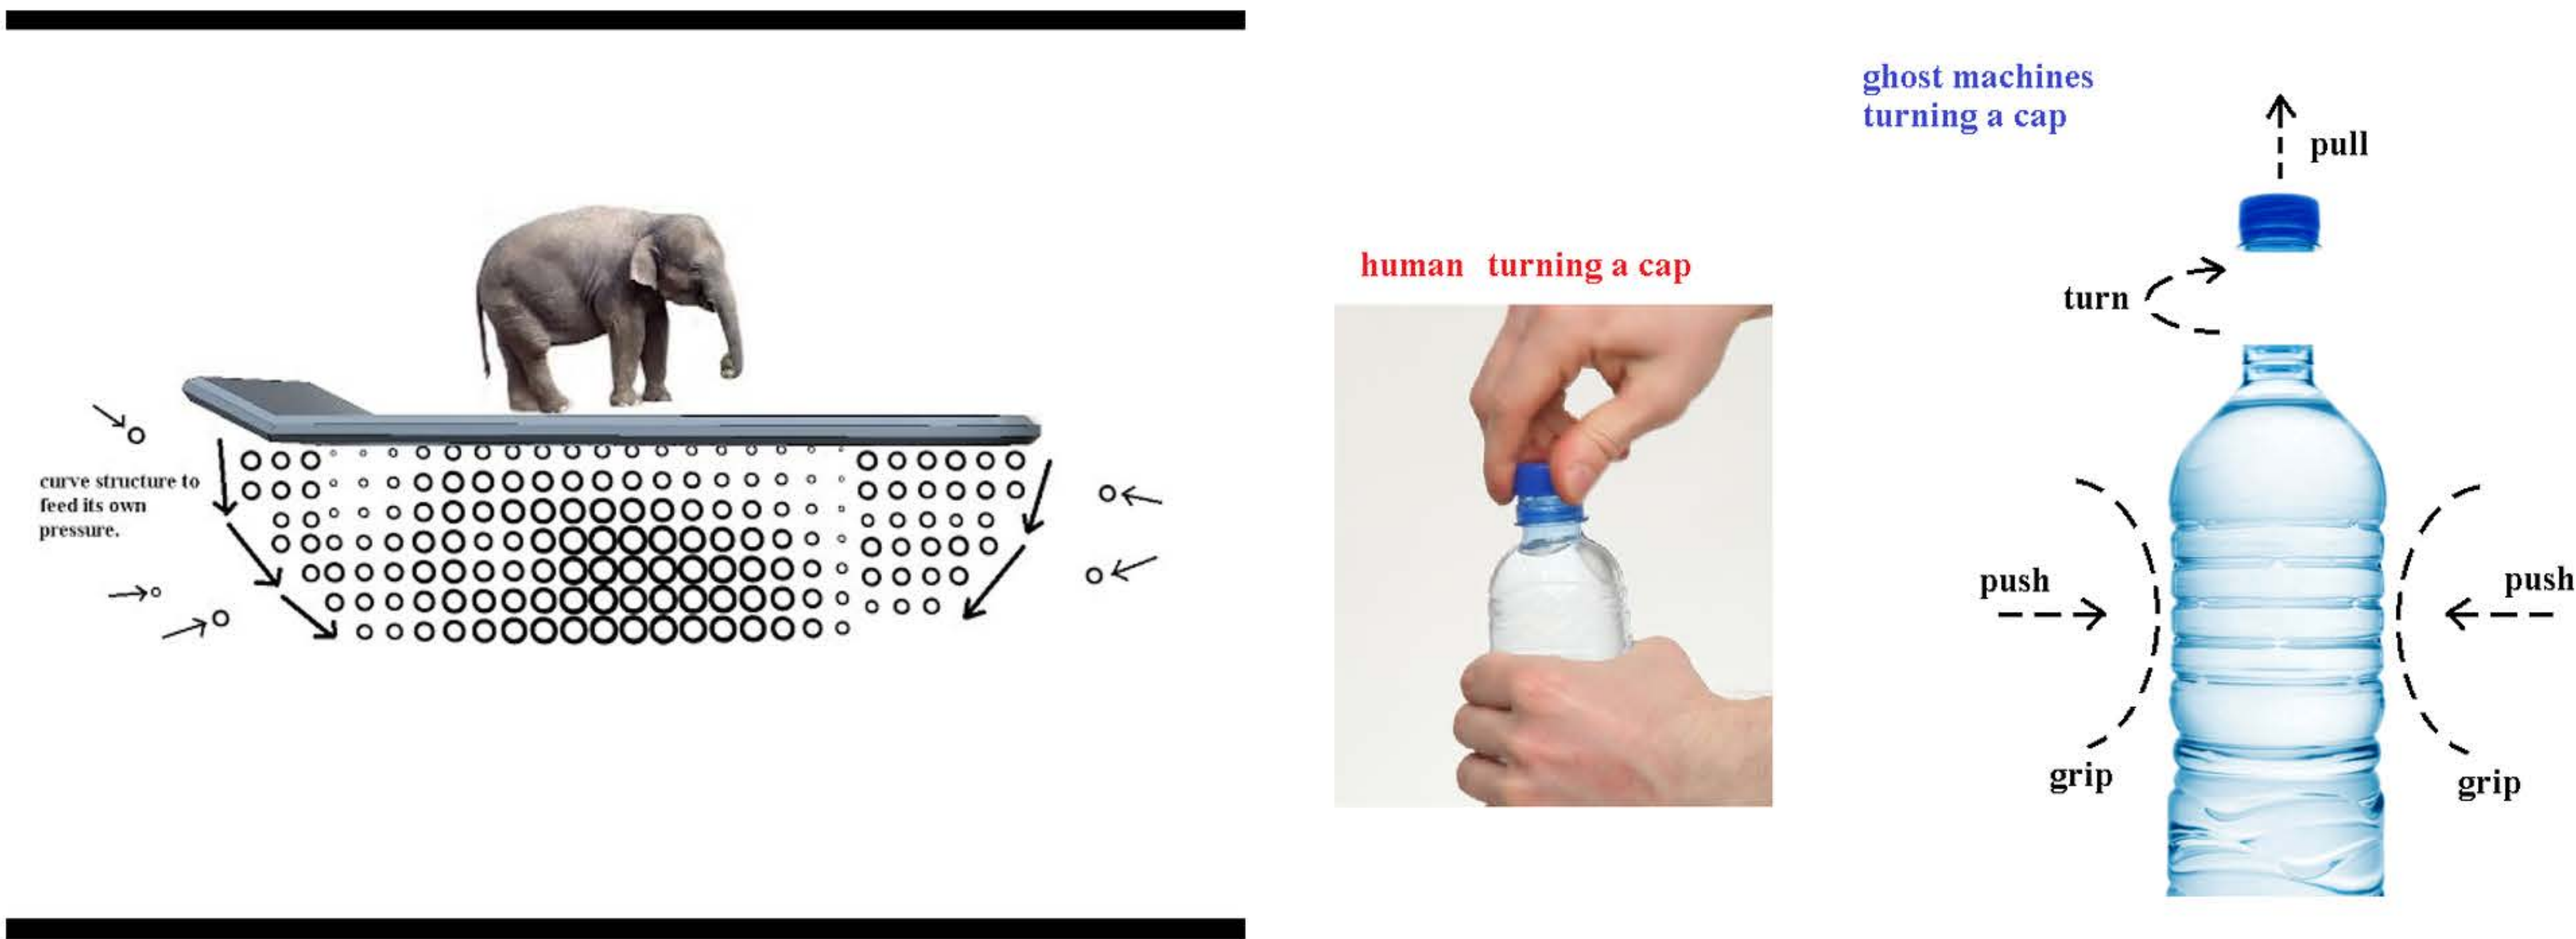 curve structure to
feed its own
pressure.
human turning a cap
ghost machines
turning a cap
pull
turn
push
push
grip
grip